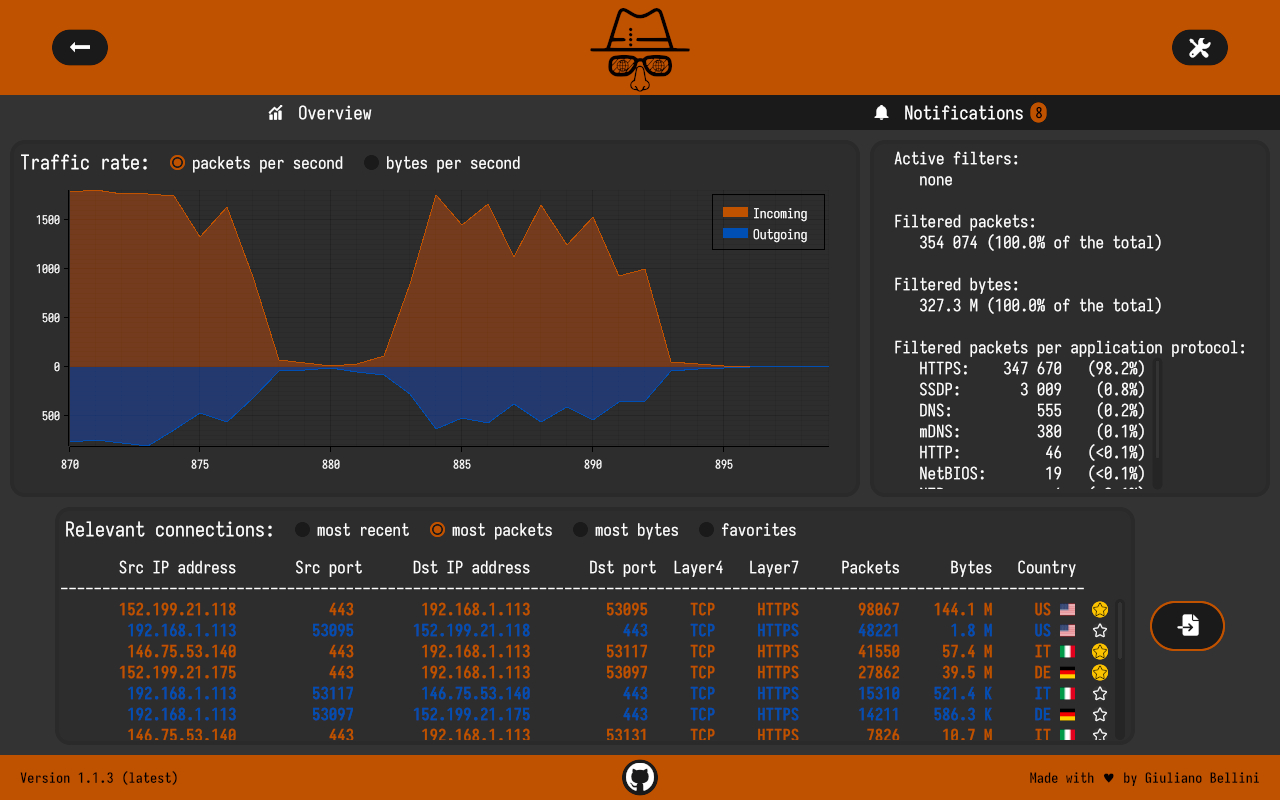 Overview
Notifications 8
Traffic rate: packets per second bytes per second
Incoming
Outgoing
1500
1000
500
0
500
870 875 880 885 890 895
Active filters:
none
Filtered packets:
354 074 (100.0% of the total)
Filtered bytes:
327.3 M (100.0% of the total)
Filtered packets per application protocol:
HTTPS: 347 670 (98.2%)
SSDP: 3 009 (0.8%)
DNS: 555 (0.2%)
mDNS: 380 (0.1%)
HTTP: 46 (<0.1%)
NetBIOS: 19 (<0.1%)
Relevant connections: most recent most packets most bytes favorites
Src IP address Src port Dst IP address Dst port Layer4 Layer7 Packets Bytes Country
152.199.21.118 443 192.168.1.113 53095 TCP HTTPS 98067 144.1 M US
192.168.1.113 53095 152.199.21.118 443 TCP HTTPS 48221 1.8 M US
146.75.53.140 443 192.168.1.113 53117 TCP HTTPS 41550 57.4 M IT
152.199.21.175 443 192.168.1.113 53097 TCP HTTPS 27862 39.5 M DE
192.168.1.113 53117 146.75.53.140 443 TCP HTTPS 15310 521.4 K IT
192.168.1.113 53097 152.199.21.175 443 TCP HTTPS 14211 586.3 K DE
146.75.53.140 443 192.168.1.113 53131 TCP HTTPS 7826 10.7 M IT
Version 1.1.3 (latest)
Made with ♥ by Giuliano Bellini